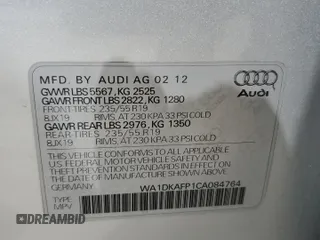 MFD. BY AUDI AG 02 12
GVWR LBS 5567, KG 2525
GAWR FRONT LBS 2822, KG 1280
FRONT TIRES 235/55 R19
8JX19 RIMS, AT 230 KPA 33 PSI COLD
GAWR REAR LBS 2976, KG 1350
REAR TIRES 235/55 R19
8JX19 RIMS, AT 230 KPA 33 PSI COLD
Audi
THIS VEHICLE CONFORMS TO ALL APPLICABLE
U.S. FEDERAL MOTOR VEHICLE SAFETY AND
THEFT PREVENTION STANDARDS IN EFFECT ON
THE DATE OF MANUFACTURE SHOWN ABOVE.
GERMANY WA1DKAFP1CA084764
TYPE:
MPV
DREAMBID